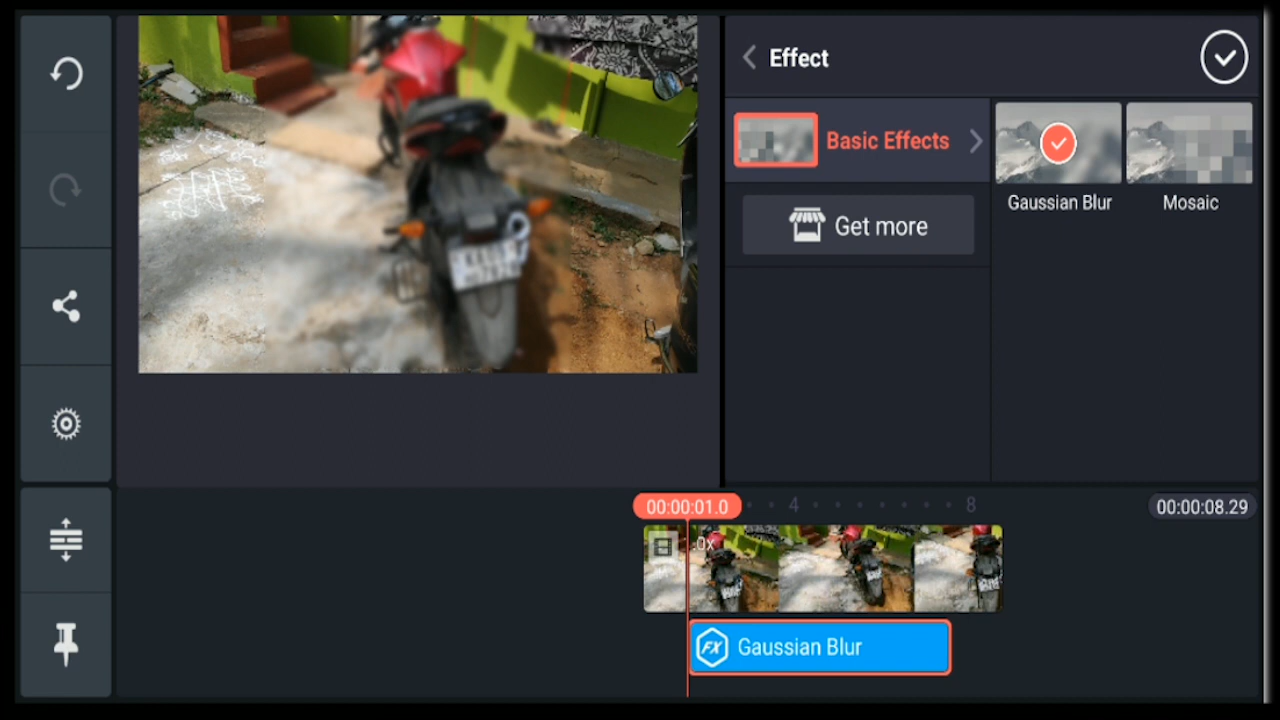 Effect
Basic Effects
Get more
Gaussian Blur
Mosaic
00:00:01.0
4
8
00:00:08.29
.0x
FX
Gaussian Blur